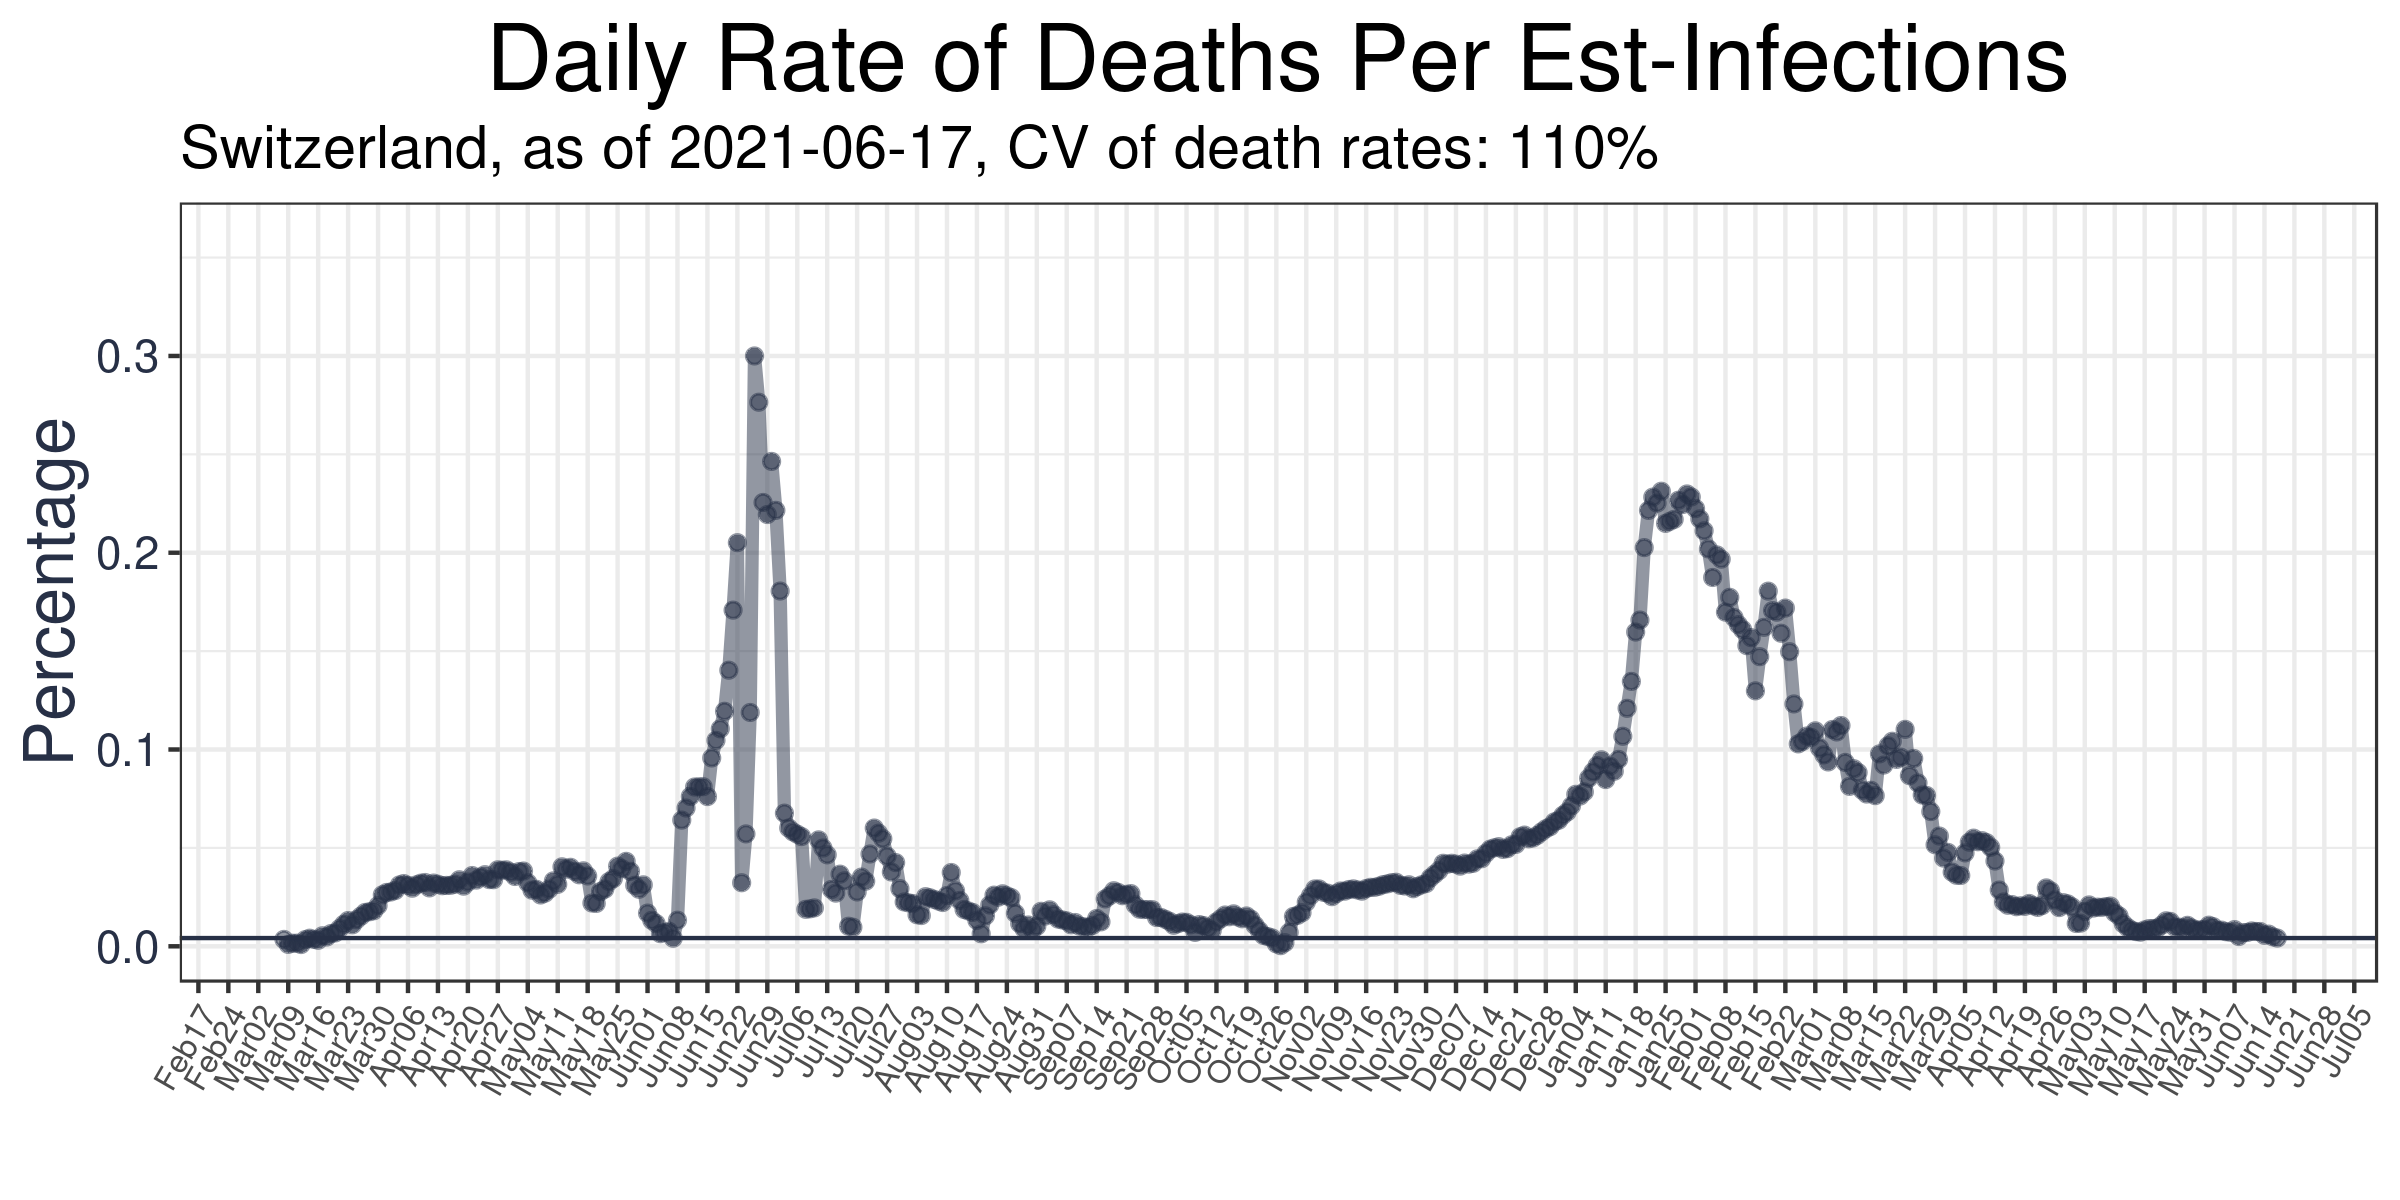 Daily Rate of Deaths Per Est-Infections
Switzerland, as of 2021-06-17, CV of death rates: 110%
Percentage
0.3
0.2
0.1
0.0
Feb17
Feb24
Mar02
Mar09
Mar16
Mar23
Mar30
Apr06
Apr13
Apr20
Apr27
May04
May11
May18
May25
Jun01
Jun08
Jun15
Jun22
Jun29
Jul06
Jul13
Jul20
Jul27
Aug03
Aug10
Aug17
Aug24
Aug31
Sep07
Sep14
Sep21
Sep28
Oct05
Oct12
Oct19
Oct26
Nov02
Nov09
Nov16
Nov23
Nov30
Dec07
Dec14
Dec21
Dec28
Jan04
Jan11
Jan18
Jan25
Feb01
Feb08
Feb15
Feb22
Mar01
Mar08
Mar15
Mar22
Mar29
Apr05
Apr12
Apr19
Apr26
May03
May10
May17
May24
May31
Jun07
Jun14
Jun21
Jun28
Jul05